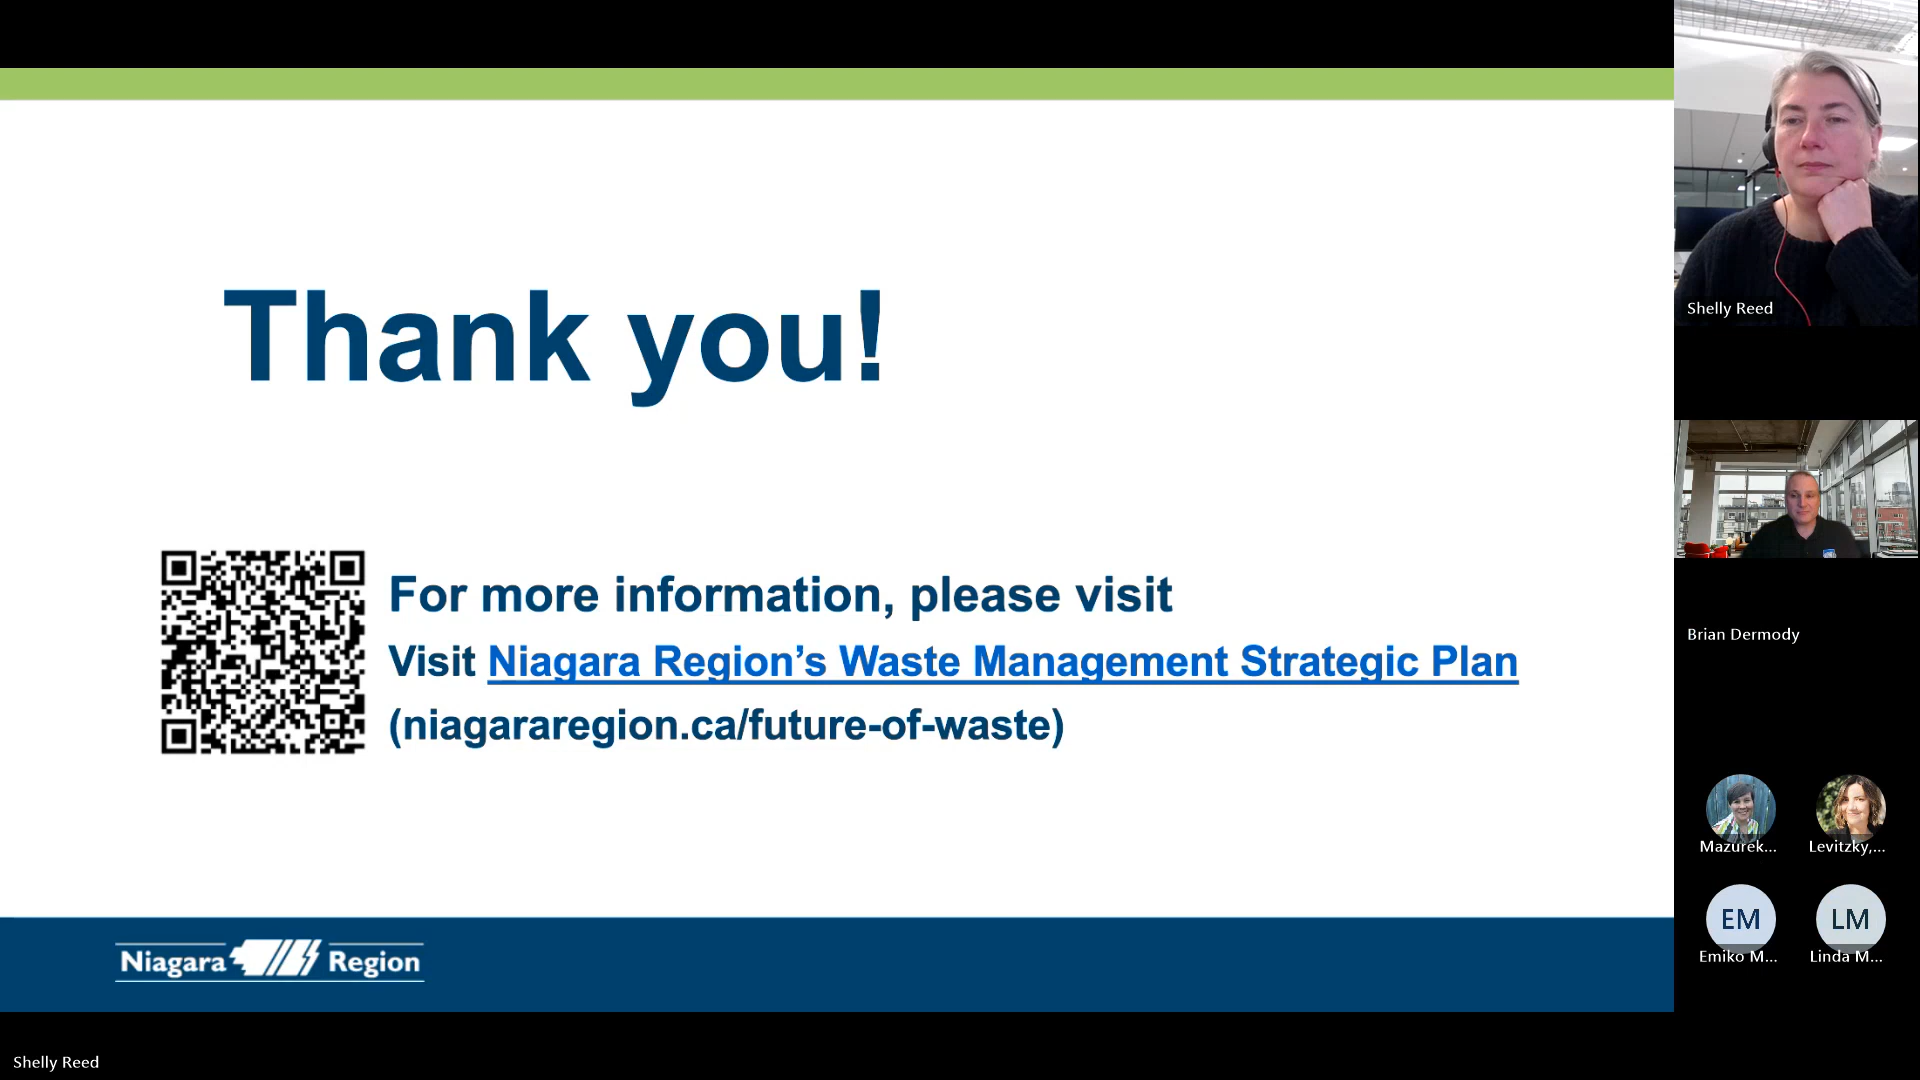 Thank you!
For more information, please visit
Visit Niagara Region’s Waste Management Strategic Plan
(niagararegion.ca/future-of-waste)
Niagara Region
Shelly Reed
Shelly Reed
Brian Dermody
Mazurek...
Levitzky,...
EM
LM
Emiko M...
Linda M...